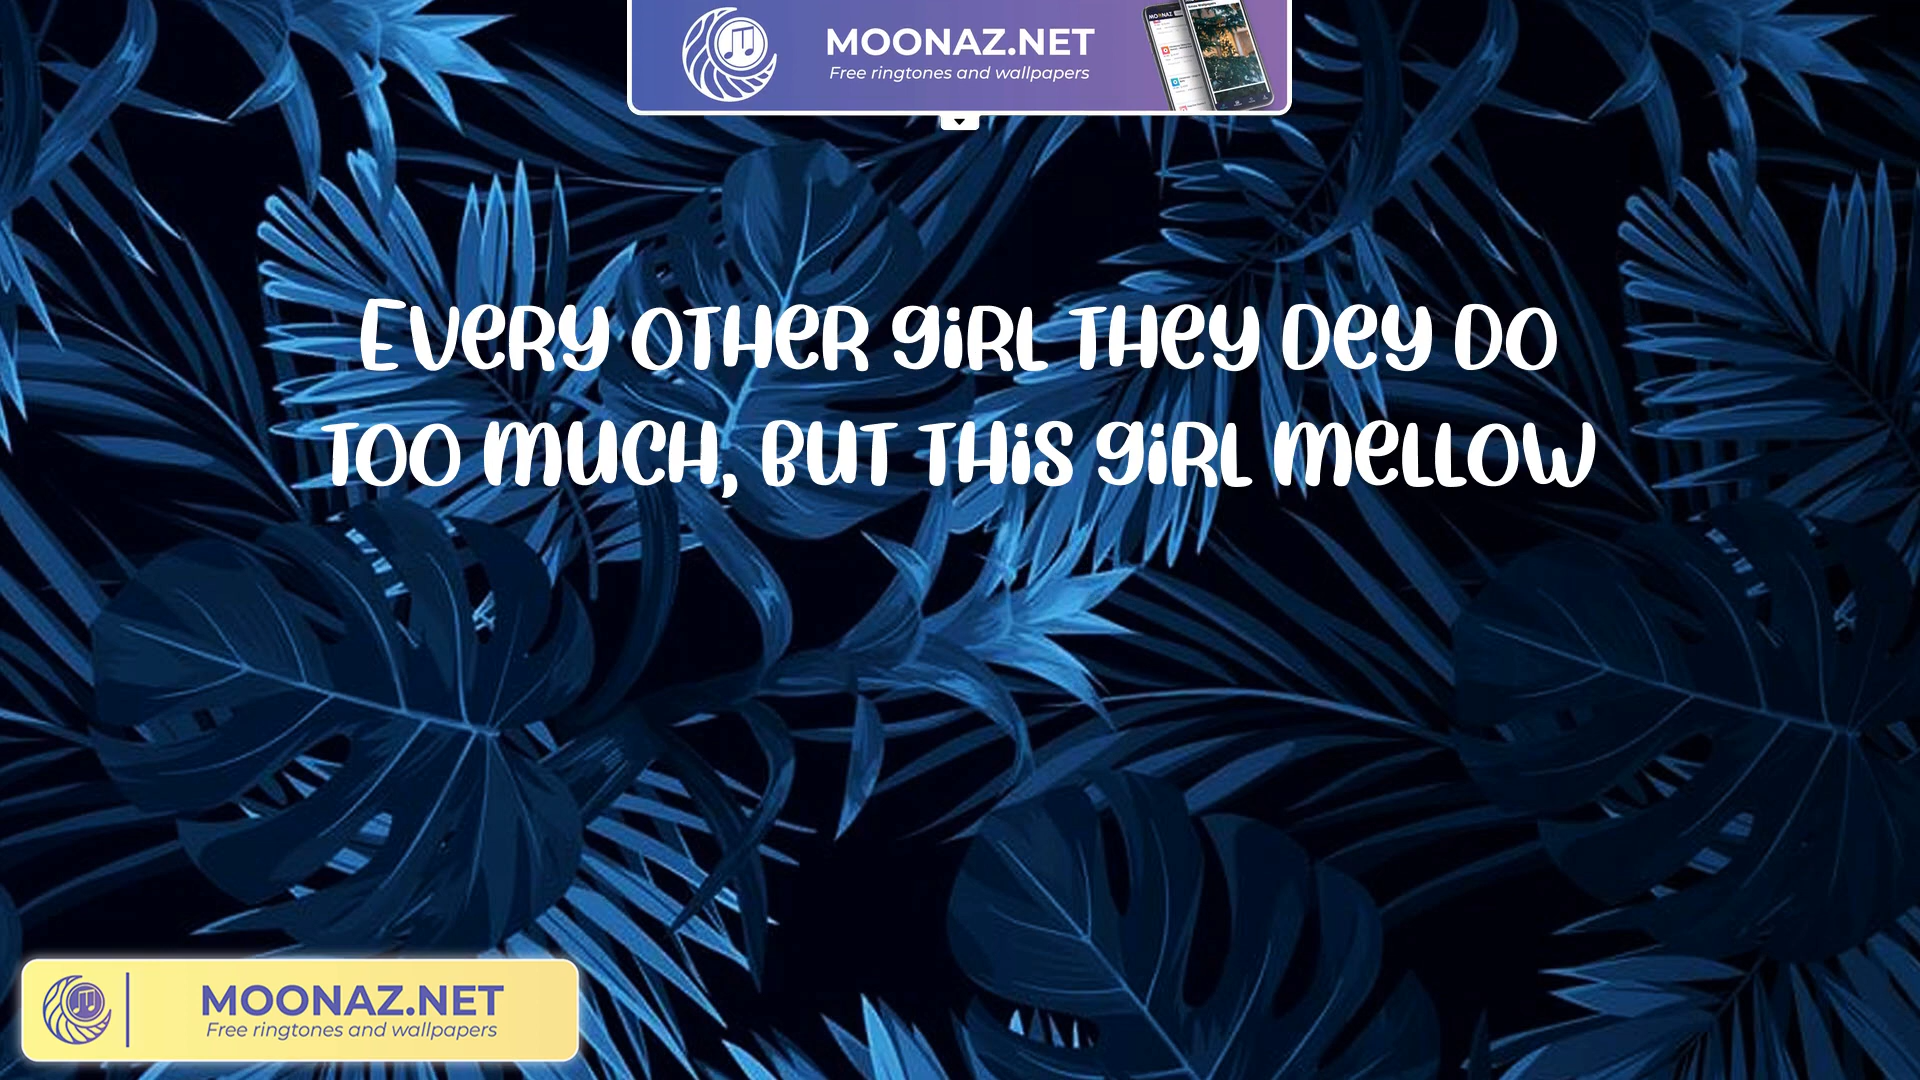 MOONAZ.NET
Free ringtones and wallpapers
Every other girl they dey do
too much, but this girl mellow
MOONAZ.NET
Free ringtones and wallpapers